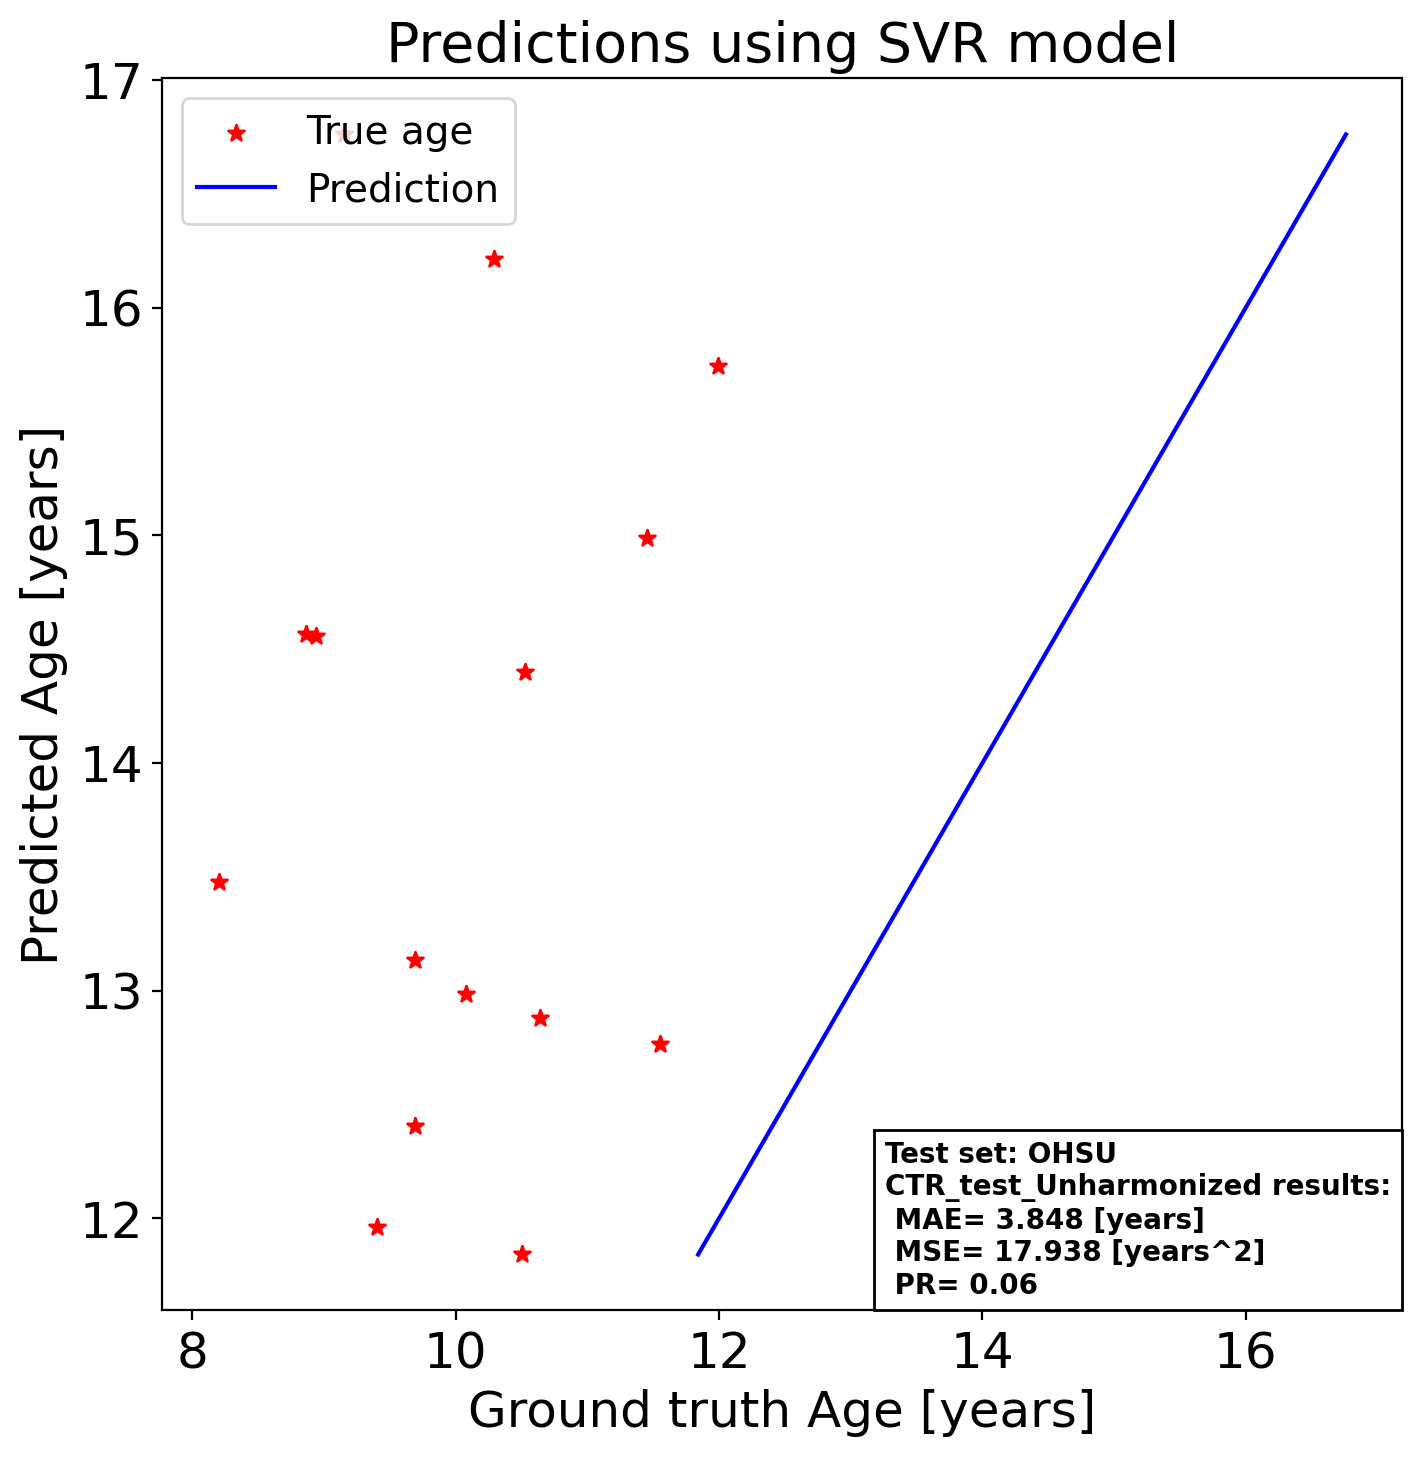 Predictions using SVR model
True age
Prediction
Predicted Age [years]
17
16
15
14
13
12
8 10 12 14 16
Ground truth Age [years]
Test set: OHSU
CTR_test_Unharmonized results:
MAE= 3.848 [years]
MSE= 17.938 [years^2]
PR= 0.06